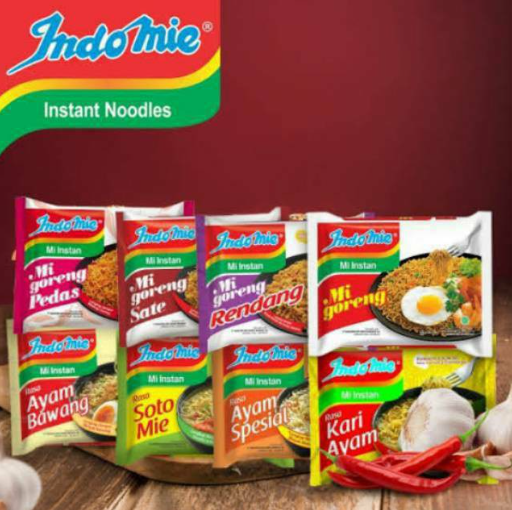 Indomie®
Instant Noodles
Indomie
Mi Instan
Mi
goreng
Pedas
Indomie
Mi Instan
Mi
goreng
Sate
Indomie
Mi Instan
Mi
goreng
Rendang
Indomie
Mi Instan
Mi
goreng
Indomie
Mi Instan
Rasa
Ayam
Bawang
Indomie
Mi Instan
Rasa
Soto
Mie
Indomie
Mi Instan
Rasa
Ayam
Spesial
Indomie
Mi Instan
Rasa
Kari
Ayam